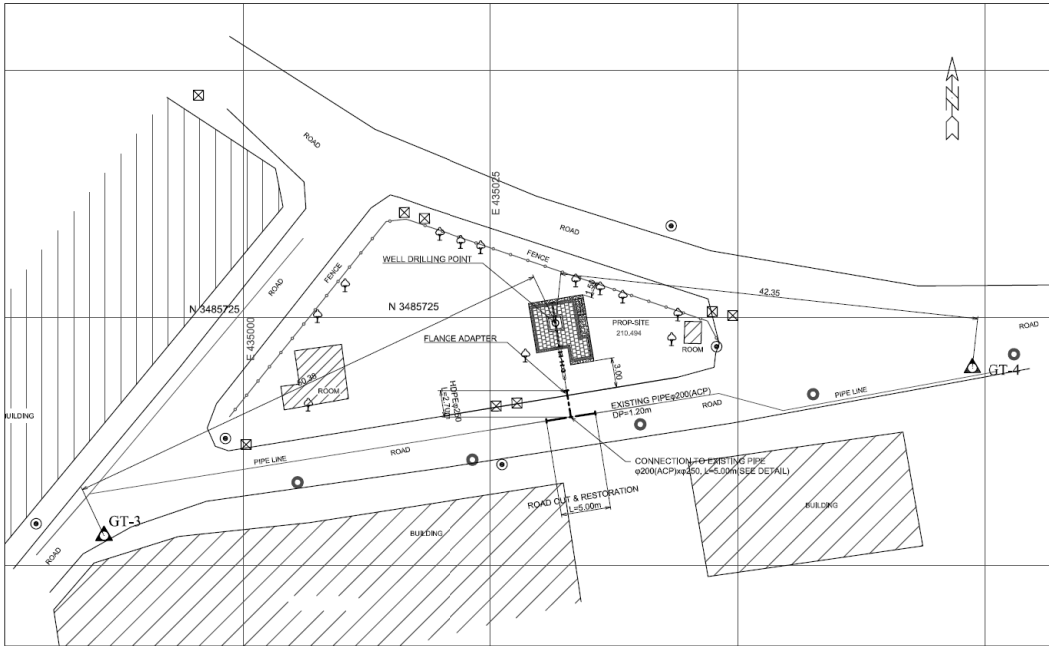 ROAD
E 435025
ROAD
FENCE
WELL DRILLING POINT
FENCE
ROAD
42.35
N 3485725
N 3485725
E 435000
PROP-SITE
210.494
ROAD
FLANGE ADAPTER
ROOM
3.00
GT-4
ROOM
HDPEφ250
EXISTING PIPEφ200(ACP)
DP=1.20m
ROAD
PIPE LINE
BUILDING
PIPE LINE
ROAD
CONNECTION TO EXISTING PIPE
φ200(ACP)xφ250, L=5.00m(SEE DETAIL)
ROAD CUT & RESTORATION
L=5.00m
GT-3
BUILDING
BUILDING
ROAD
N